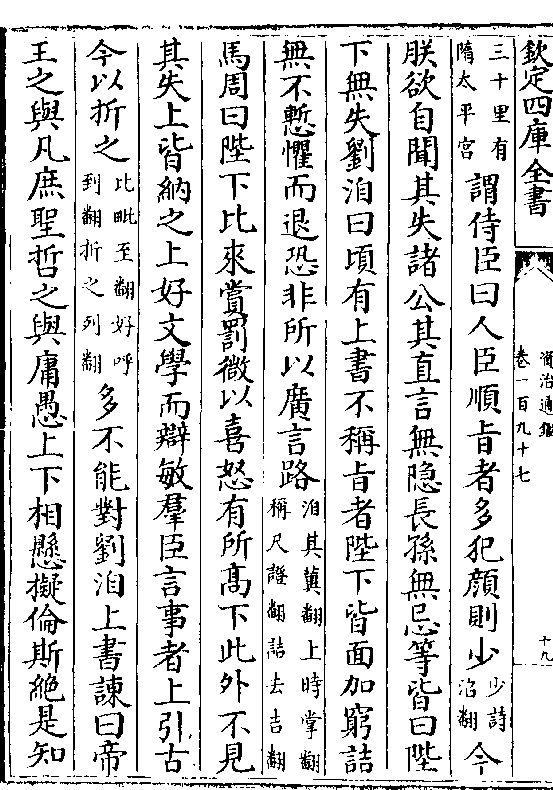 欽定四庫全書
資治通鑑
卷一百九十七
十九
三十里有
隋太平宫
謂侍臣曰人臣順旨者多犯顔則少
少詩
沼翻
今
朕欲自聞其失諸公其直言無隐長孫無忌等皆曰陛
下無失劉洎曰頃有上書不稱旨者陛下皆面加窮詰
無不慙懼而退恐非所以廣言路
洎其冀翻上時掌翻
稱尺證翻詰去吉翻
馬周曰陛下比來賞罰微以喜怒有所髙下此外不見
其失上皆納之上好文學而辯敏羣臣言事者上引古
今以折之
比毗至翻好呼
到翻折之列翻
多不能對劉洎上書諫曰帝
王之與凡庶聖哲之與庸愚上下相懸擬倫斯絶是知